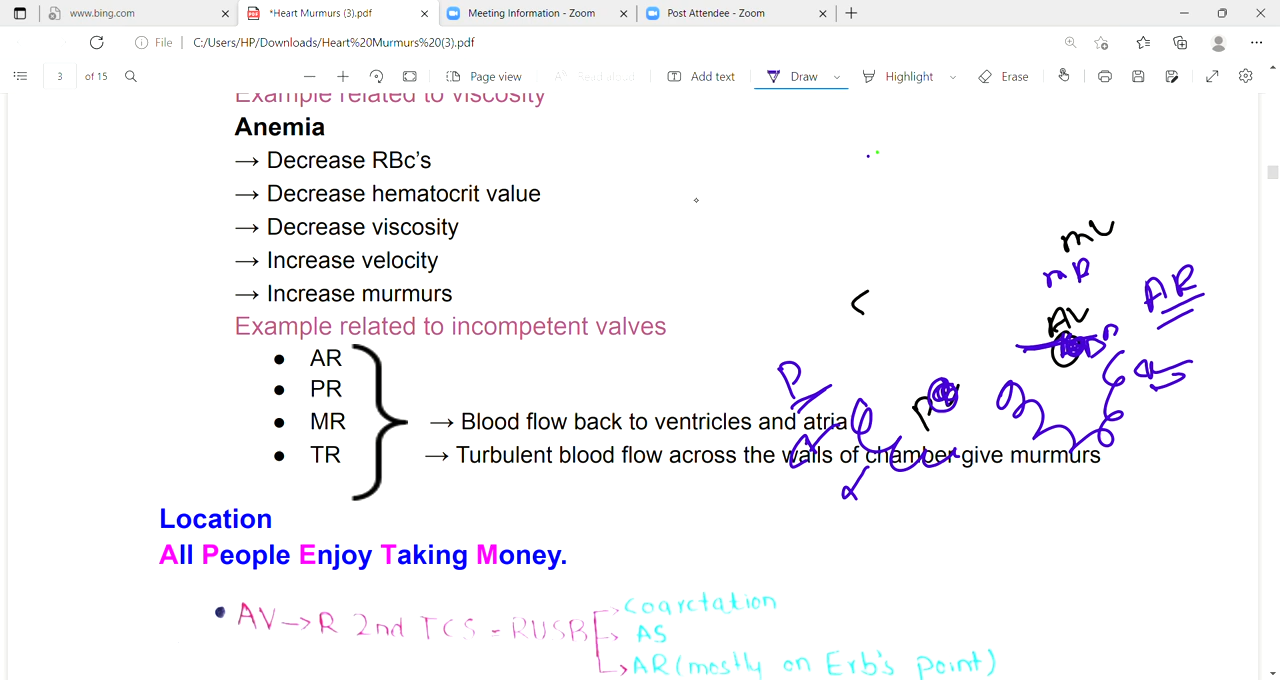 www.bing.com
*Heart Murmurs (3).pdf
Meeting Information - Zoom
Post Attendee - Zoom
File
C:/Users/HP/Downloads/Heart%20Murmurs%20(3).pdf
3 of 15
Page view
Read aloud
Add text
Draw
Highlight
Erase
Example related to viscosity
Anemia
→ Decrease RBc's
→ Decrease hematocrit value
→ Decrease viscosity
→ Increase velocity
→ Increase murmurs
Example related to incompetent valves
● AR
● PR
● MR
● TR
→ Blood flow back to ventricles and atria
→ Turbulent blood flow across the walls of chamber give murmurs
mV
mR
AV
AR
P
Location
All People Enjoy Taking Money.
• AV → R 2nd ICS = RUSB
Coarctation
AS
AR (mostly on Erb's point)